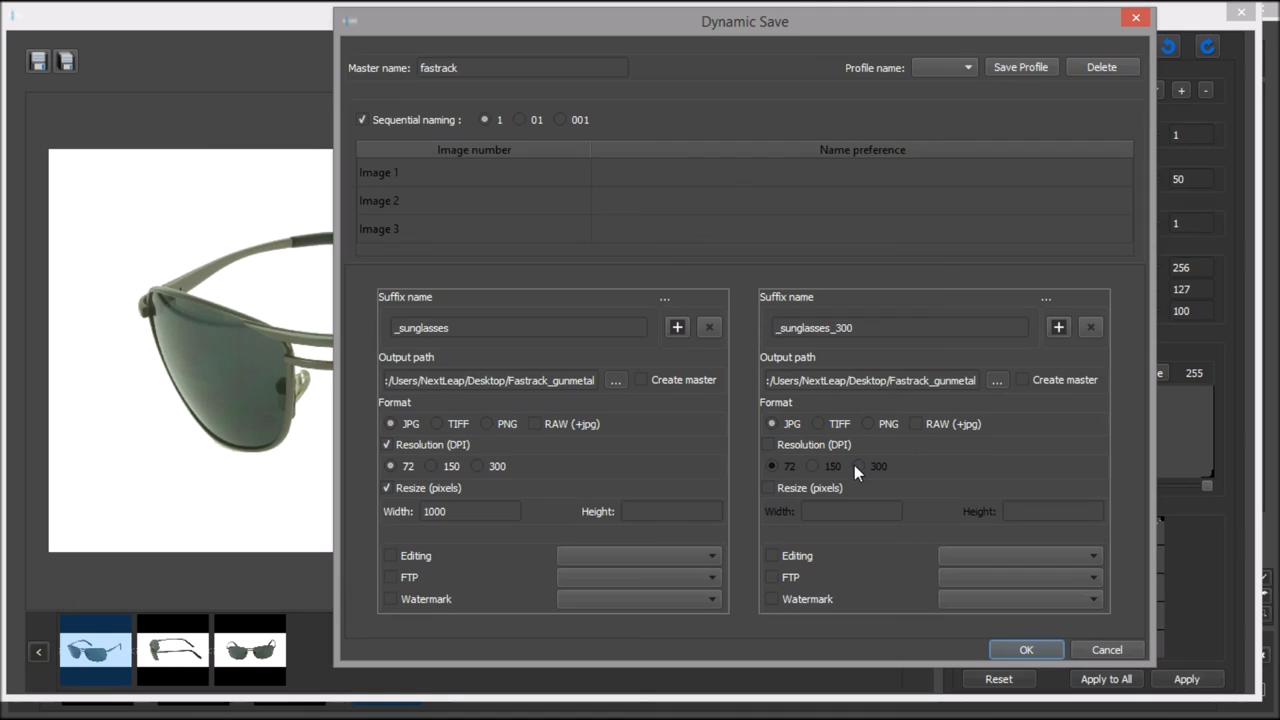 Dynamic Save
Master name: fastrack
Profile name: Save Profile Delete
Sequential naming : 1 01 001
Image number Name preference
Image 1
Image 2
Image 3
Suffix name ...
_sunglasses
Output path
:/Users/NextLeap/Desktop/Fastrack_gunmetal ... Create master
Format
JPG TIFF PNG RAW (+jpg)
Resolution (DPI)
72 150 300
Resize (pixels)
Width: 1000 Height:
Editing
FTP
Watermark
Suffix name ...
_sunglasses_300
Output path
:/Users/NextLeap/Desktop/Fastrack_gunmetal ... Create master
Format
JPG TIFF PNG RAW (+jpg)
Resolution (DPI)
72 150 300
Resize (pixels)
Width: Height:
Editing
FTP
Watermark
OK Cancel
1
50
1
256
127
100
255
Reset Apply to All Apply